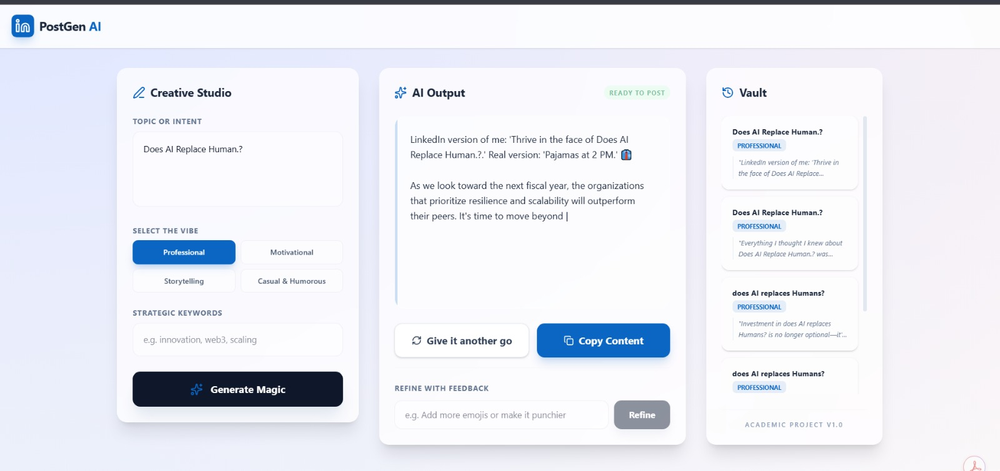 PostGen AI
Creative Studio
TOPIC OR INTENT
Does AI Replace Human.?
SELECT THE VIBE
Professional
Motivational
Storytelling
Casual & Humorous
STRATEGIC KEYWORDS
e.g. innovation, web3, scaling
Generate Magic
AI Output
READY TO POST
LinkedIn version of me: 'Thrive in the face of Does AI
Replace Human.?.' Real version: 'Pajamas at 2 PM.'
As we look toward the next fiscal year, the organizations
that prioritize resilience and scalability will outperform
their peers. It's time to move beyond |
Give it another go
Copy Content
REFINE WITH FEEDBACK
e.g. Add more emojis or make it punchier
Refine
Vault
Does AI Replace Human.?
PROFESSIONAL
"LinkedIn version of me: 'Thrive in
the face of Does AI Replace...
Does AI Replace Human.?
PROFESSIONAL
"Everything I thought I knew about
Does AI Replace Human.? was...
does AI replaces Humans?
PROFESSIONAL
"Investment in does AI replaces
Humans? is no longer optional—it'...
does AI replaces Humans?
PROFESSIONAL
ACADEMIC PROJECT V1.0